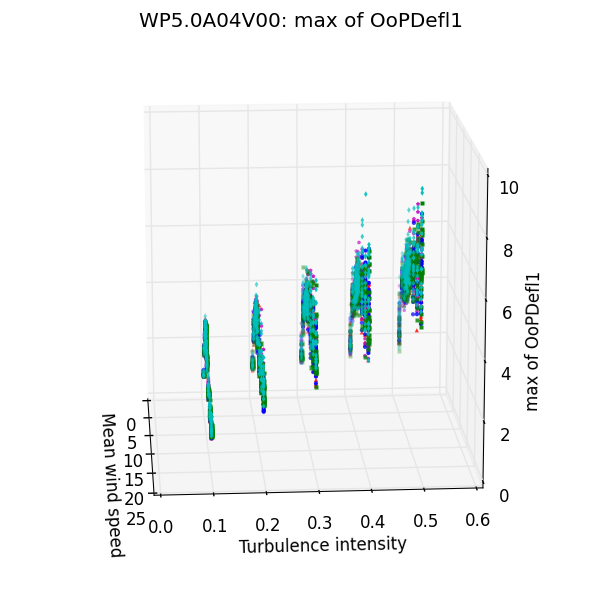 WP5.0A04V00: max of OoPDefl1
10
8
6
4
2
0
max of OoPDefl1
0
5
10
15
20
25
Mean wind speed
0.0 0.1 0.2 0.3 0.4 0.5 0.6
Turbulence intensity